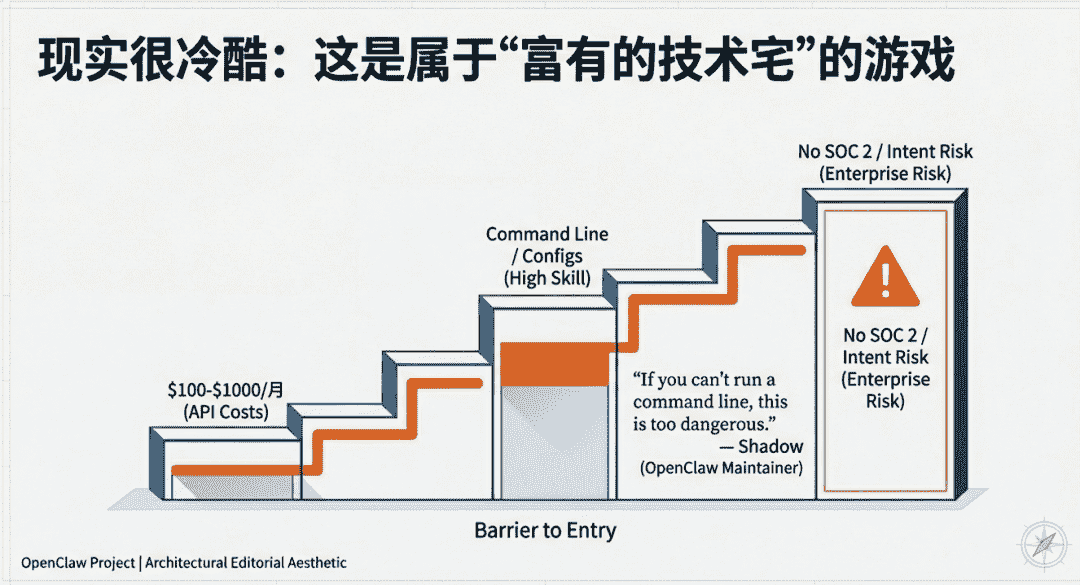 现实很冷酷：这是属于“富有的技术宅”的游戏
No SOC 2 / Intent Risk
(Enterprise Risk)
Command Line
/ Configs
(High Skill)
$100-$1000/月
(API Costs)
No SOC 2 /
Intent Risk
(Enterprise
Risk)
“If you can’t run a
command line, this
is too dangerous.”
— Shadow
(OpenClaw Maintainer)
Barrier to Entry
OpenClaw Project | Architectural Editorial Aesthetic